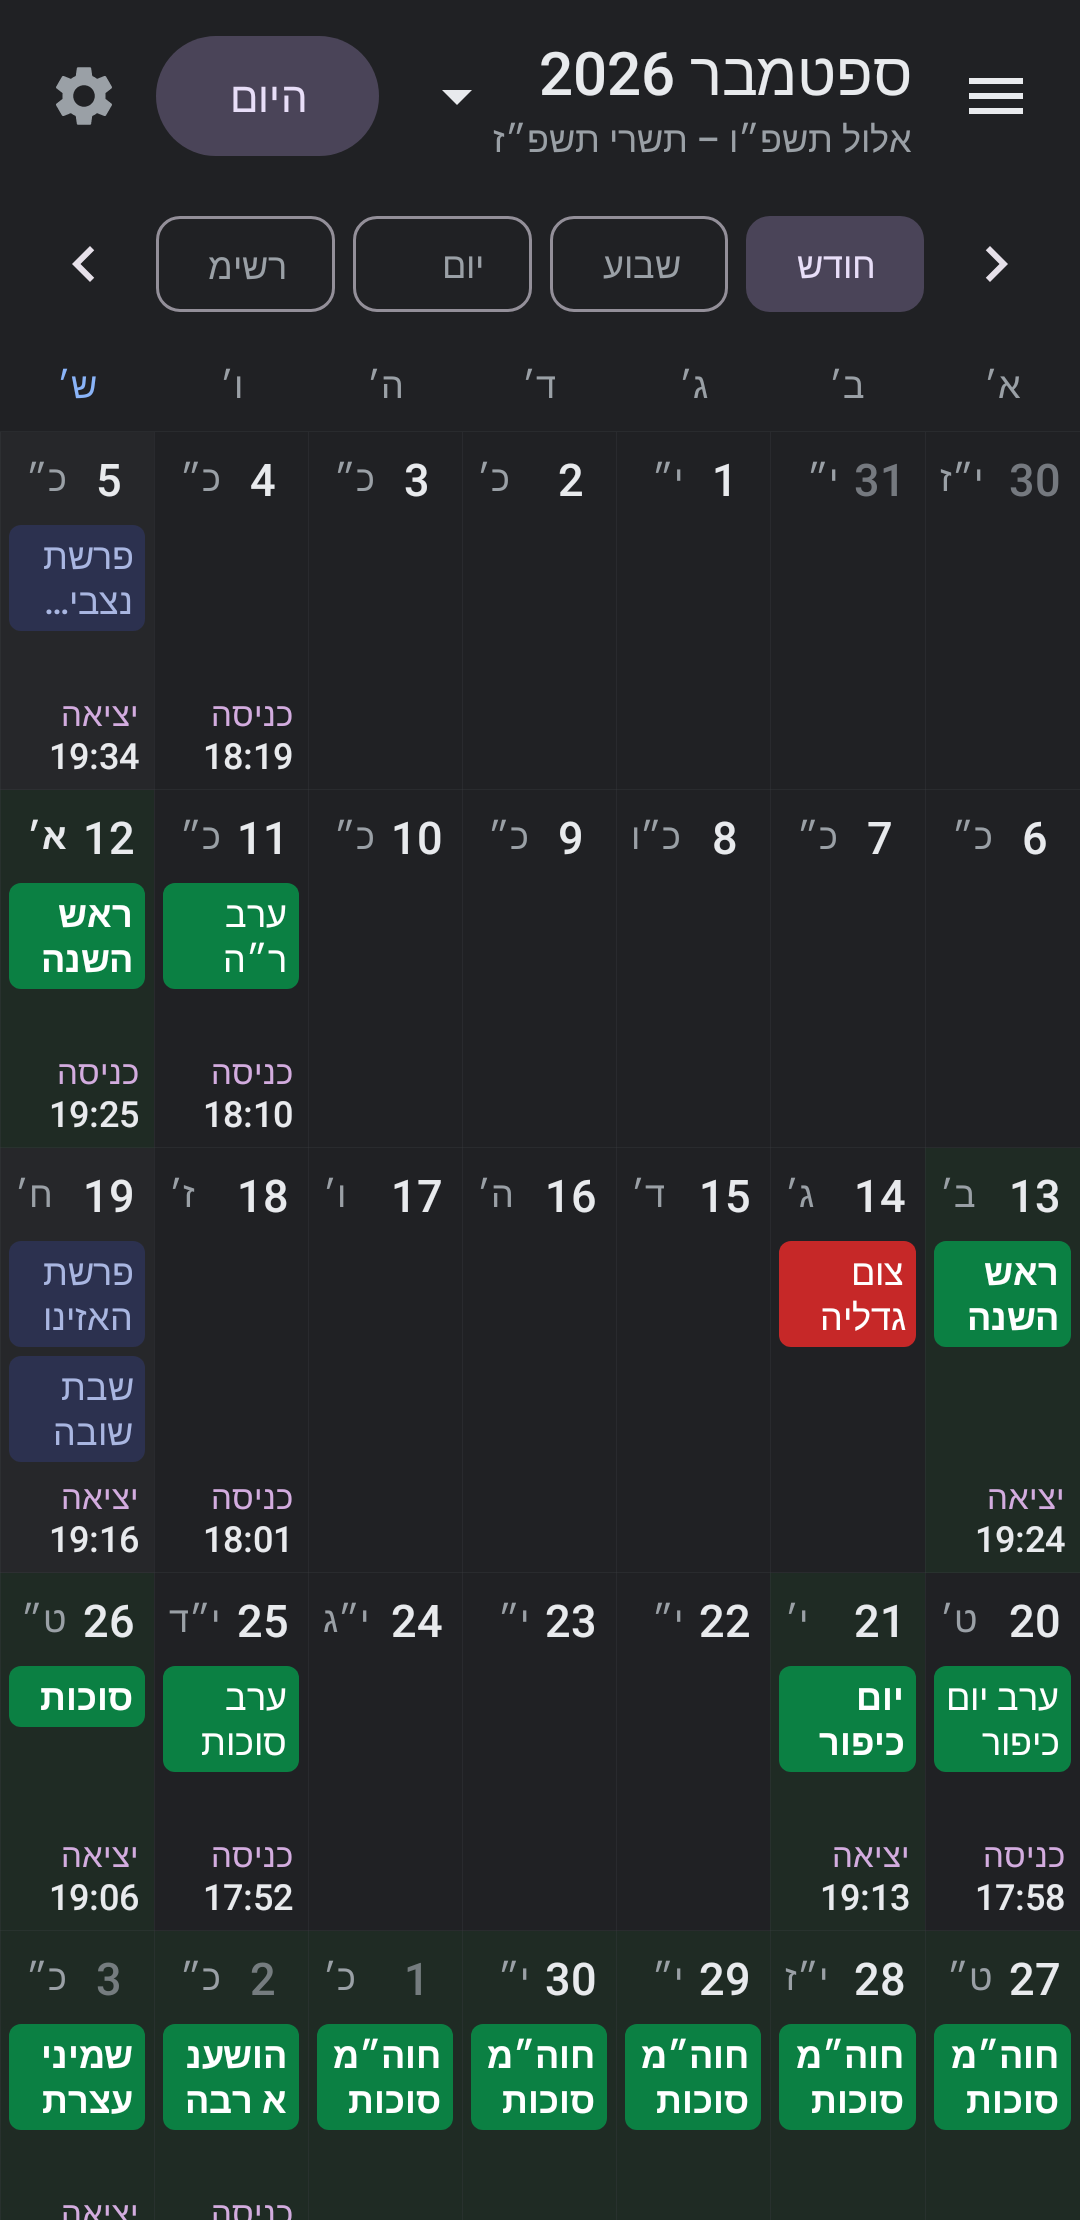 ספטמבר 2026
אלול תשפ״ו – תשרי תשפ״ז
היום
חודש
שבוע
יום
רשימ
א׳ ב׳ ג׳ ד׳ ה׳ ו׳ ש׳
30 י״ז 31 י״ 1 י״ 2 כ׳ 3 כ״ 4 כ״ 5 כ״
פרשת
נצבי...
כניסה יציאה
18:19 19:34
6 כ״ 7 כ״ 8 כ״ו 9 כ״ 10 כ״ 11 כ״ 12 א׳
ערב ראש
ר״ה השנה
כניסה כניסה
18:10 19:25
13 ב׳ 14 ג׳ 15 ד׳ 16 ה׳ 17 ו׳ 18 ז׳ 19 ח׳
ראש צום פרשת
השנה גדליה האזינו
שבת
שובה
יציאה כניסה יציאה
19:24 18:01 19:16
20 ט׳ 21 י׳ 22 י״ 23 י״ 24 י״ג 25 י״ד 26 ט״
ערב יום יום ערב סוכות
כיפור כיפור סוכות
כניסה יציאה כניסה יציאה
17:58 19:13 17:52 19:06
27 ט״ 28 י״ז 29 י״ 30 י״ 1 כ׳ 2 כ״ 3 כ״
חוה״מ חוה״מ חוה״מ חוה״מ חוה״מ הושענ שמיני
סוכות סוכות סוכות סוכות סוכות א רבה עצרת
כניסה יציאה